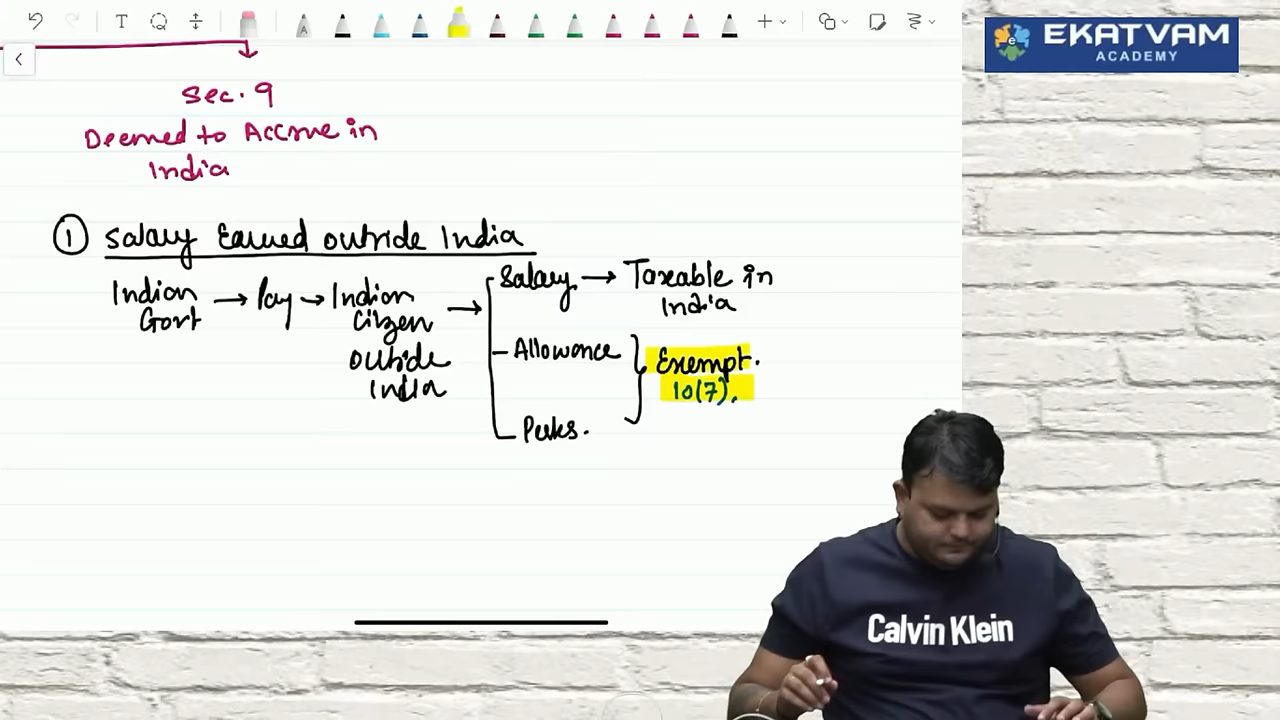 EKATVAM
ACADEMY
Sec. 9
Deemed to Accrue in
India
① Salary Earned outside India
Indian Govt → Pay → Indian Citizen outside India →
Salary → Taxable in India
Allowance
Perks.
Exempt.
10(7).
T
A
Calvin Klein